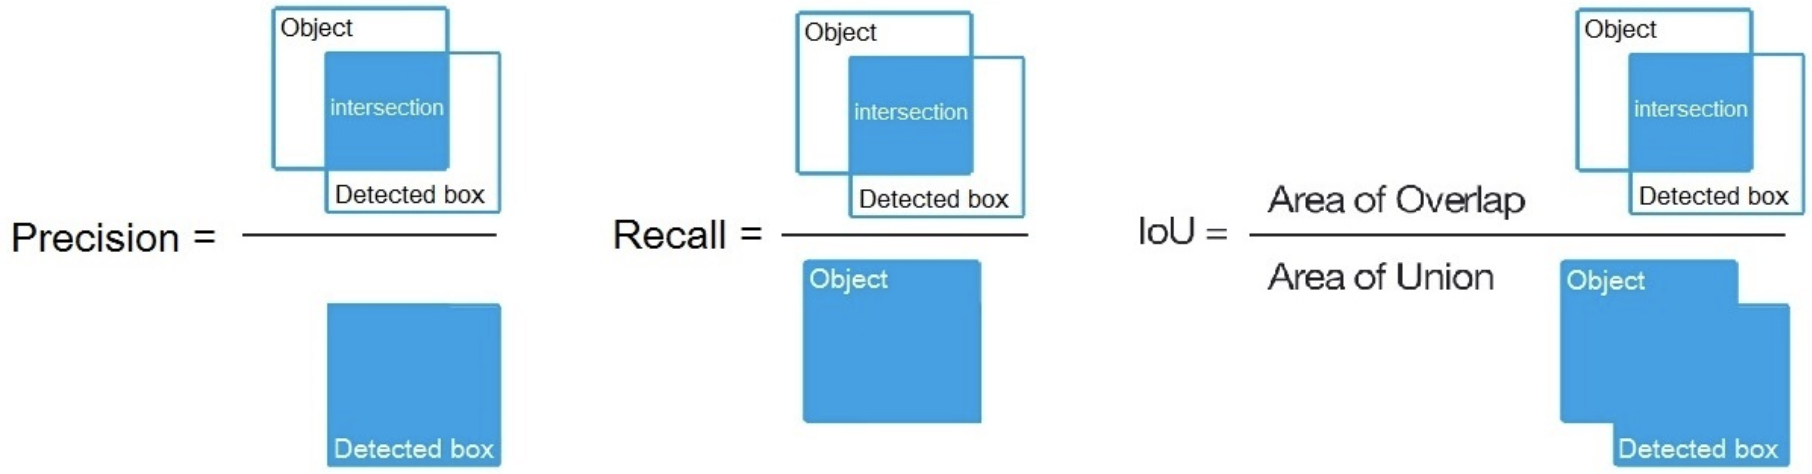 Object
intersection
Detected box
Precision =
Detected box
Object
intersection
Detected box
Recall =
Object
Object
intersection
Detected box
IoU =
Area of Overlap
Area of Union
Object
Detected box